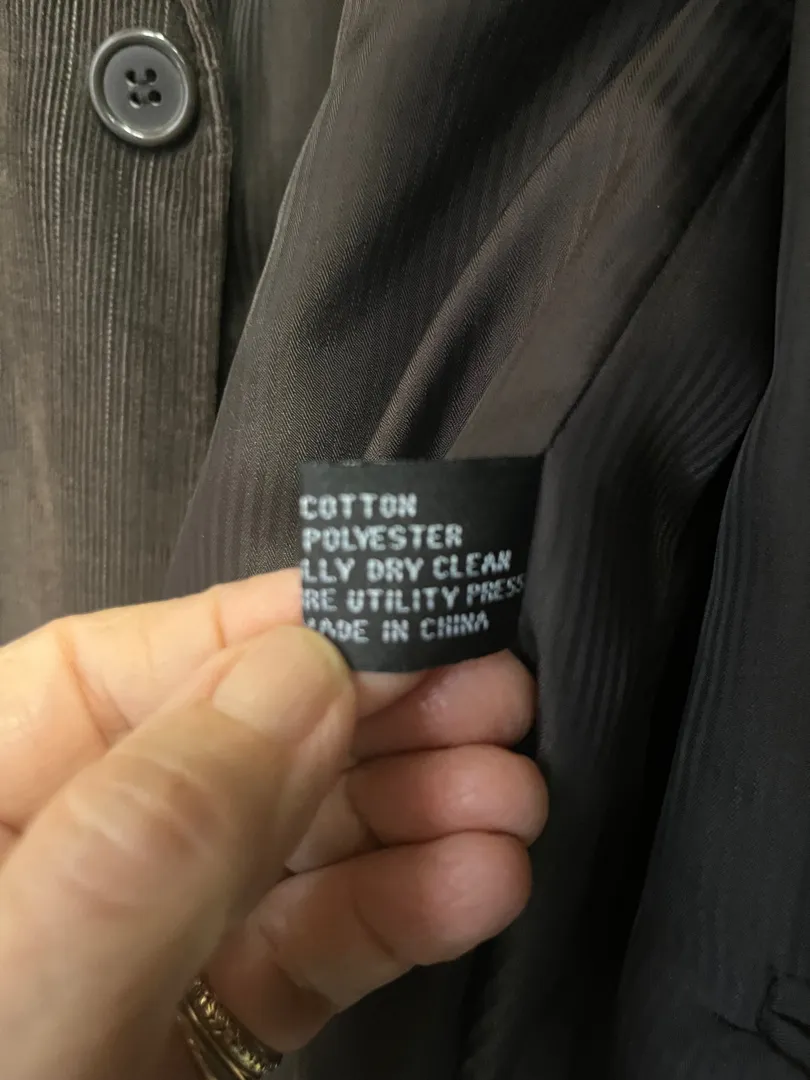 COTTON
POLYESTER
LLY DRY CLEAN
RE UTILITY PRESS
MADE IN CHINA